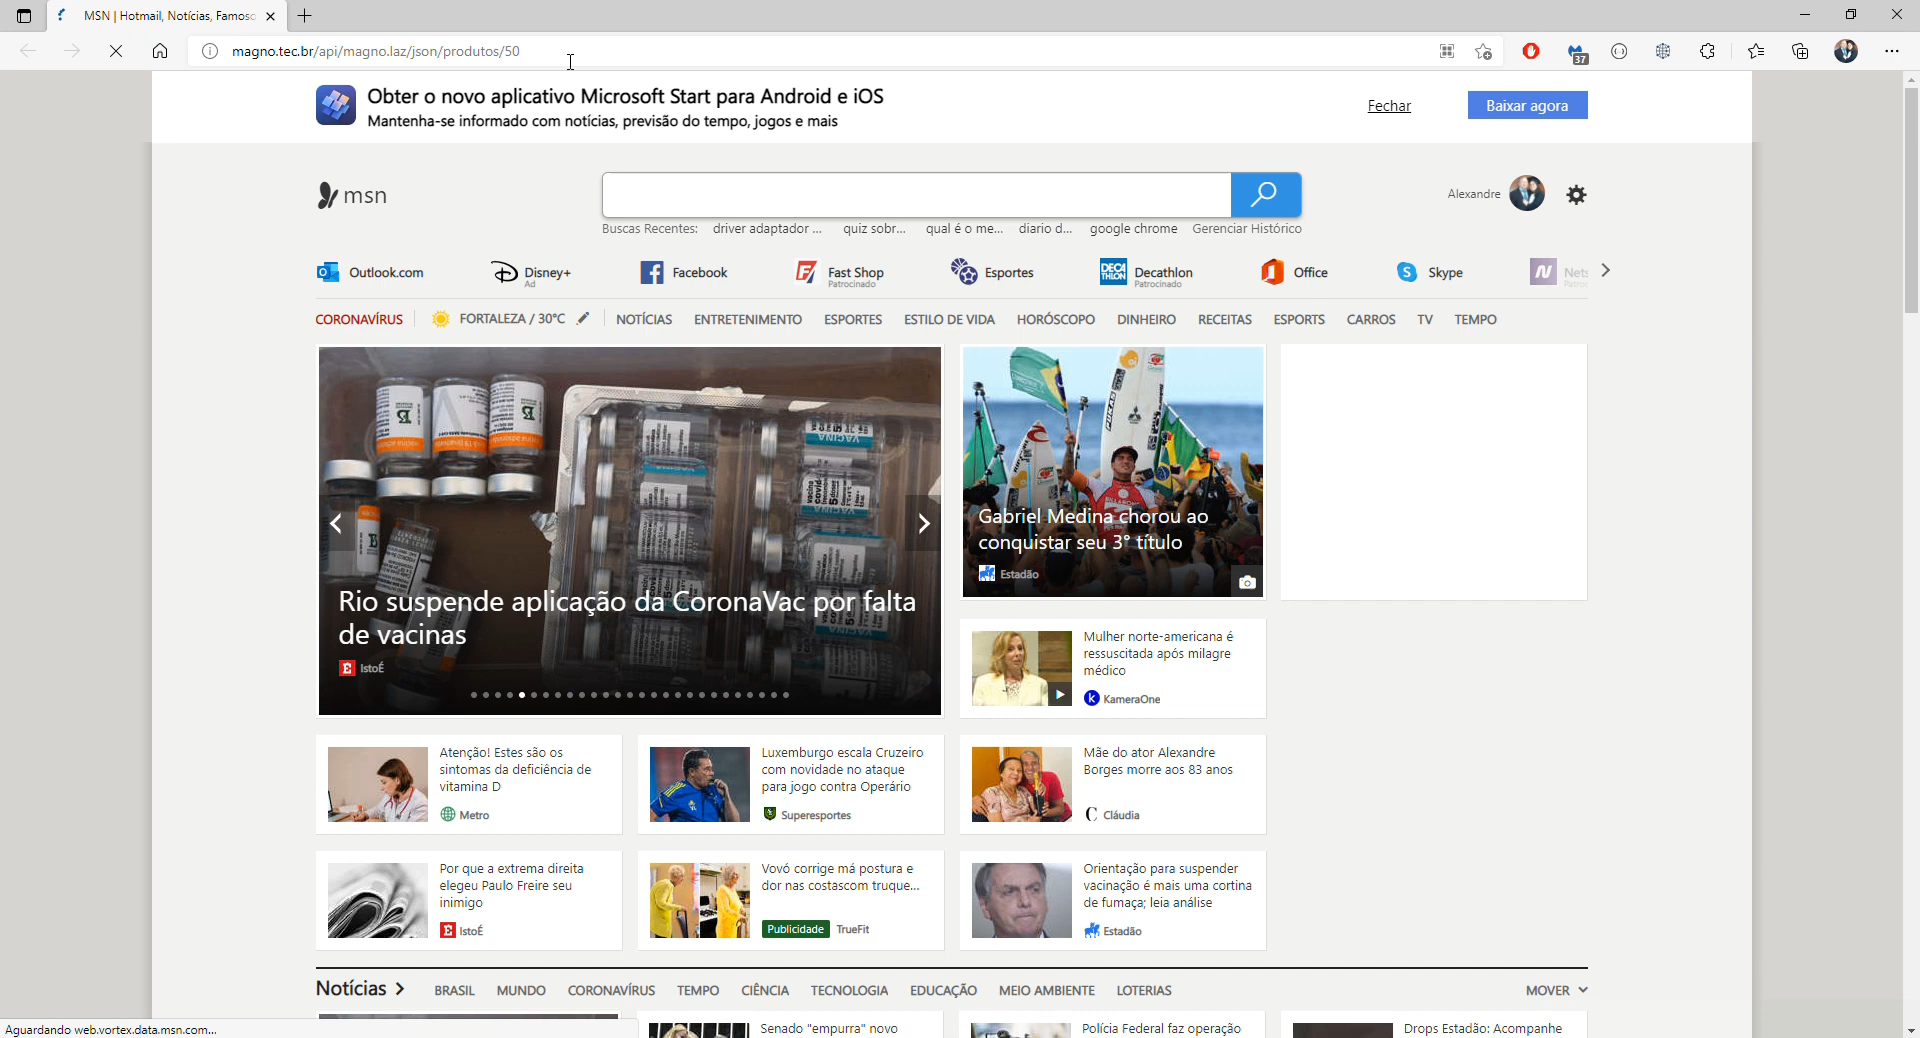 MSN | Hotmail, Notícias, Famoso
magno.tec.br/api/magno.laz/json/produtos/50
37
Obter o novo aplicativo Microsoft Start para Android e iOS
Mantenha-se informado com notícias, previsão do tempo, jogos e mais
Fechar
Baixar agora
msn
Alexandre
Buscas Recentes: driver adaptador ... quiz sobr... qual é o me... diario d... google chrome Gerenciar Histórico
Outlook.com
Disney+
Ad
Facebook
Fast Shop
Patrocinado
Esportes
DECATHLON
Decathlon
Patrocinado
Office
Skype
CORONAVÍRUS
FORTALEZA / 30°C
NOTÍCIAS ENTRETENIMENTO ESPORTES ESTILO DE VIDA HORÓSCOPO DINHEIRO RECEITAS ESPORTS CARROS TV TEMPO
Rio suspende aplicação da CoronaVac por falta
de vacinas
IstoÉ
Gabriel Medina chorou ao
conquistar seu 3° título
Estadão
Mulher norte-americana é
ressuscitada após milagre
médico
KameraOne
Atenção! Estes são os
sintomas da deficiência de
vitamina D
Metro
Luxemburgo escala Cruzeiro
com novidade no ataque
para jogo contra Operário
Superesportes
Mãe do ator Alexandre
Borges morre aos 83 anos
Cláudia
Por que a extrema direita
elegeu Paulo Freire seu
inimigo
IstoÉ
Vovó corrige má postura e
dor nas costascom truque...
Publicidade TrueFit
Orientação para suspender
vacinação é mais uma cortina
de fumaça; leia análise
Estadão
Notícias
BRASIL MUNDO CORONAVÍRUS TEMPO CIÊNCIA TECNOLOGIA EDUCAÇÃO MEIO AMBIENTE LOTERIAS
MOVER
Senado "empurra" novo
Polícia Federal faz operação
Drops Estadão: Acompanhe
Aguardando web.vortex.data.msn.com...